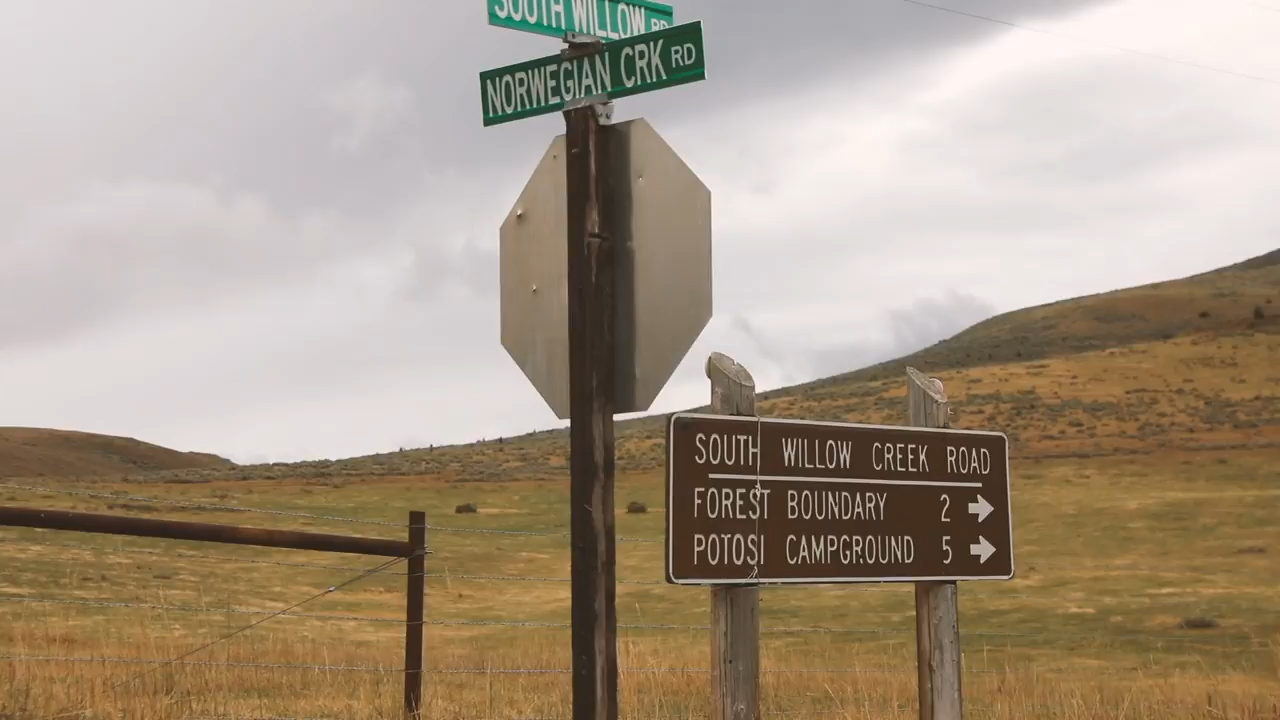 SOUTH WILLOW RD
NORWEGIAN CRK RD
SOUTH WILLOW CREEK ROAD
FOREST BOUNDARY 2
POTOSI CAMPGROUND 5